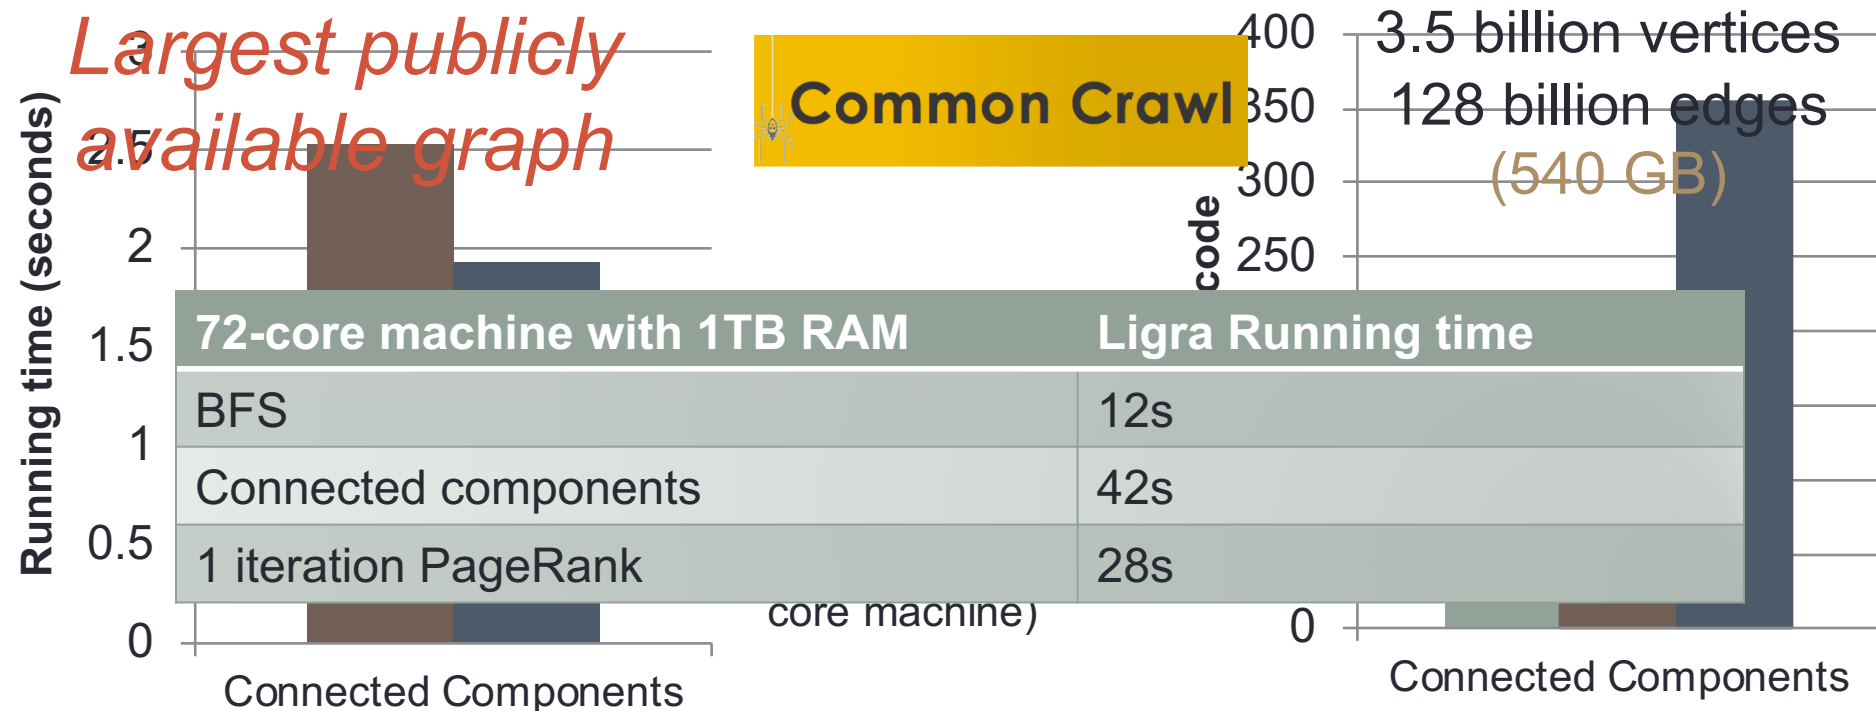 Largest publicly
available graph
Common Crawl
3.5 billion vertices
128 billion edges
(540 GB)
Running time (seconds)
3
2.5
2
1.5
1
0.5
0
Connected Components
72-core machine with 1TB RAM Ligra Running time
BFS 12s
Connected components 42s
1 iteration PageRank 28s
core machine)
code
400
350
300
250
0
Connected Components